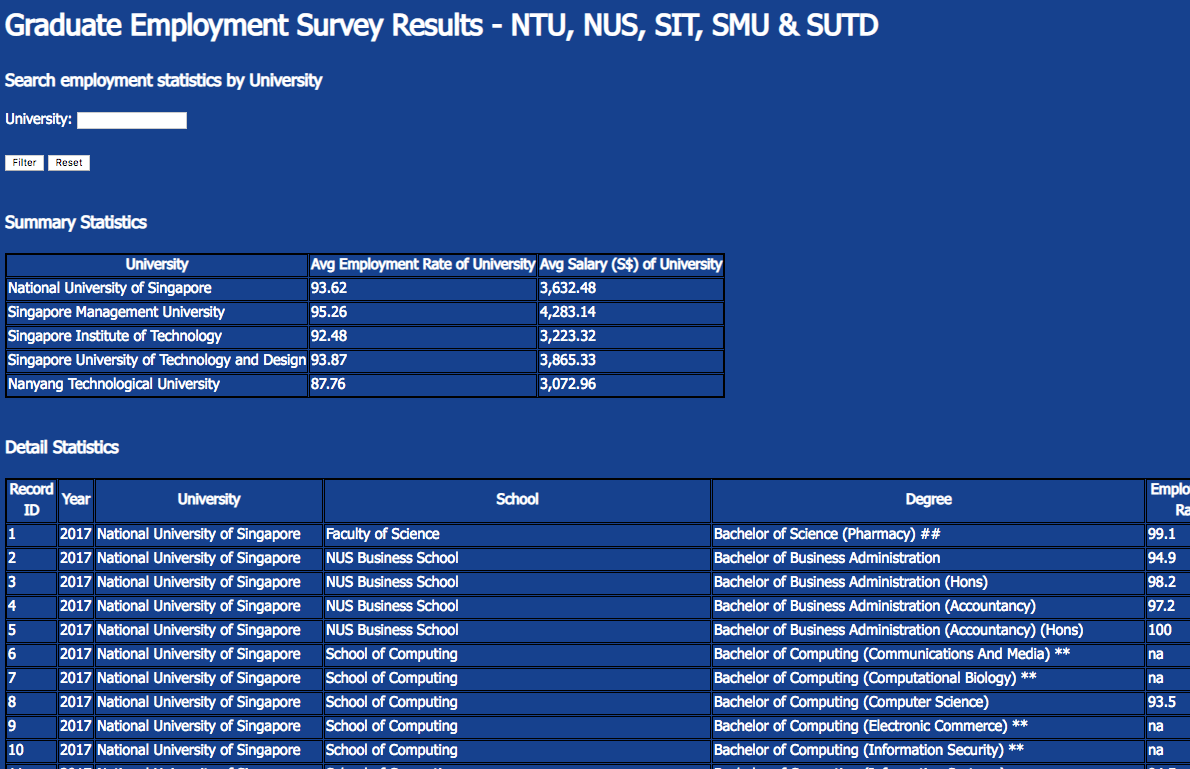 Graduate Employment Survey Results - NTU, NUS, SIT, SMU & SUTD
Search employment statistics by University
University:
Filter Reset
Summary Statistics
University Avg Employment Rate of University Avg Salary (S$) of University
National University of Singapore 93.62 3,632.48
Singapore Management University 95.26 4,283.14
Singapore Institute of Technology 92.48 3,223.32
Singapore University of Technology and Design 93.87 3,865.33
Nanyang Technological University 87.76 3,072.96
Detail Statistics
Record ID Year University School Degree
1 2017 National University of Singapore Faculty of Science Bachelor of Science (Pharmacy) ## 99.1
2 2017 National University of Singapore NUS Business School Bachelor of Business Administration 94.9
3 2017 National University of Singapore NUS Business School Bachelor of Business Administration (Hons) 98.2
4 2017 National University of Singapore NUS Business School Bachelor of Business Administration (Accountancy) 97.2
5 2017 National University of Singapore NUS Business School Bachelor of Business Administration (Accountancy) (Hons) 100
6 2017 National University of Singapore School of Computing Bachelor of Computing (Communications And Media) ** na
7 2017 National University of Singapore School of Computing Bachelor of Computing (Computational Biology) ** na
8 2017 National University of Singapore School of Computing Bachelor of Computing (Computer Science) 93.5
9 2017 National University of Singapore School of Computing Bachelor of Computing (Electronic Commerce) ** na
10 2017 National University of Singapore School of Computing Bachelor of Computing (Information Security) ** na